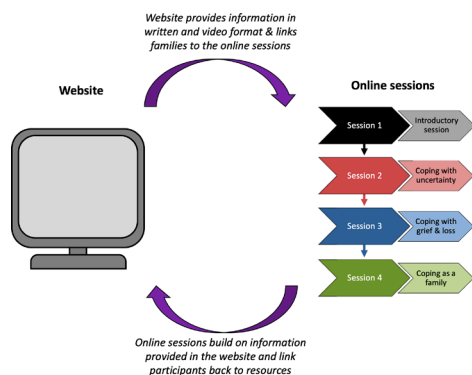 Website provides information in
written and video format & links
families to the online sessions
Website
Online sessions
Session 1
Introductory
session
Session 2
Coping with
uncertainty
Session 3
Coping with
grief & loss
Session 4
Coping as a
family
Online sessions build on information
provided in the website and link
participants back to resources